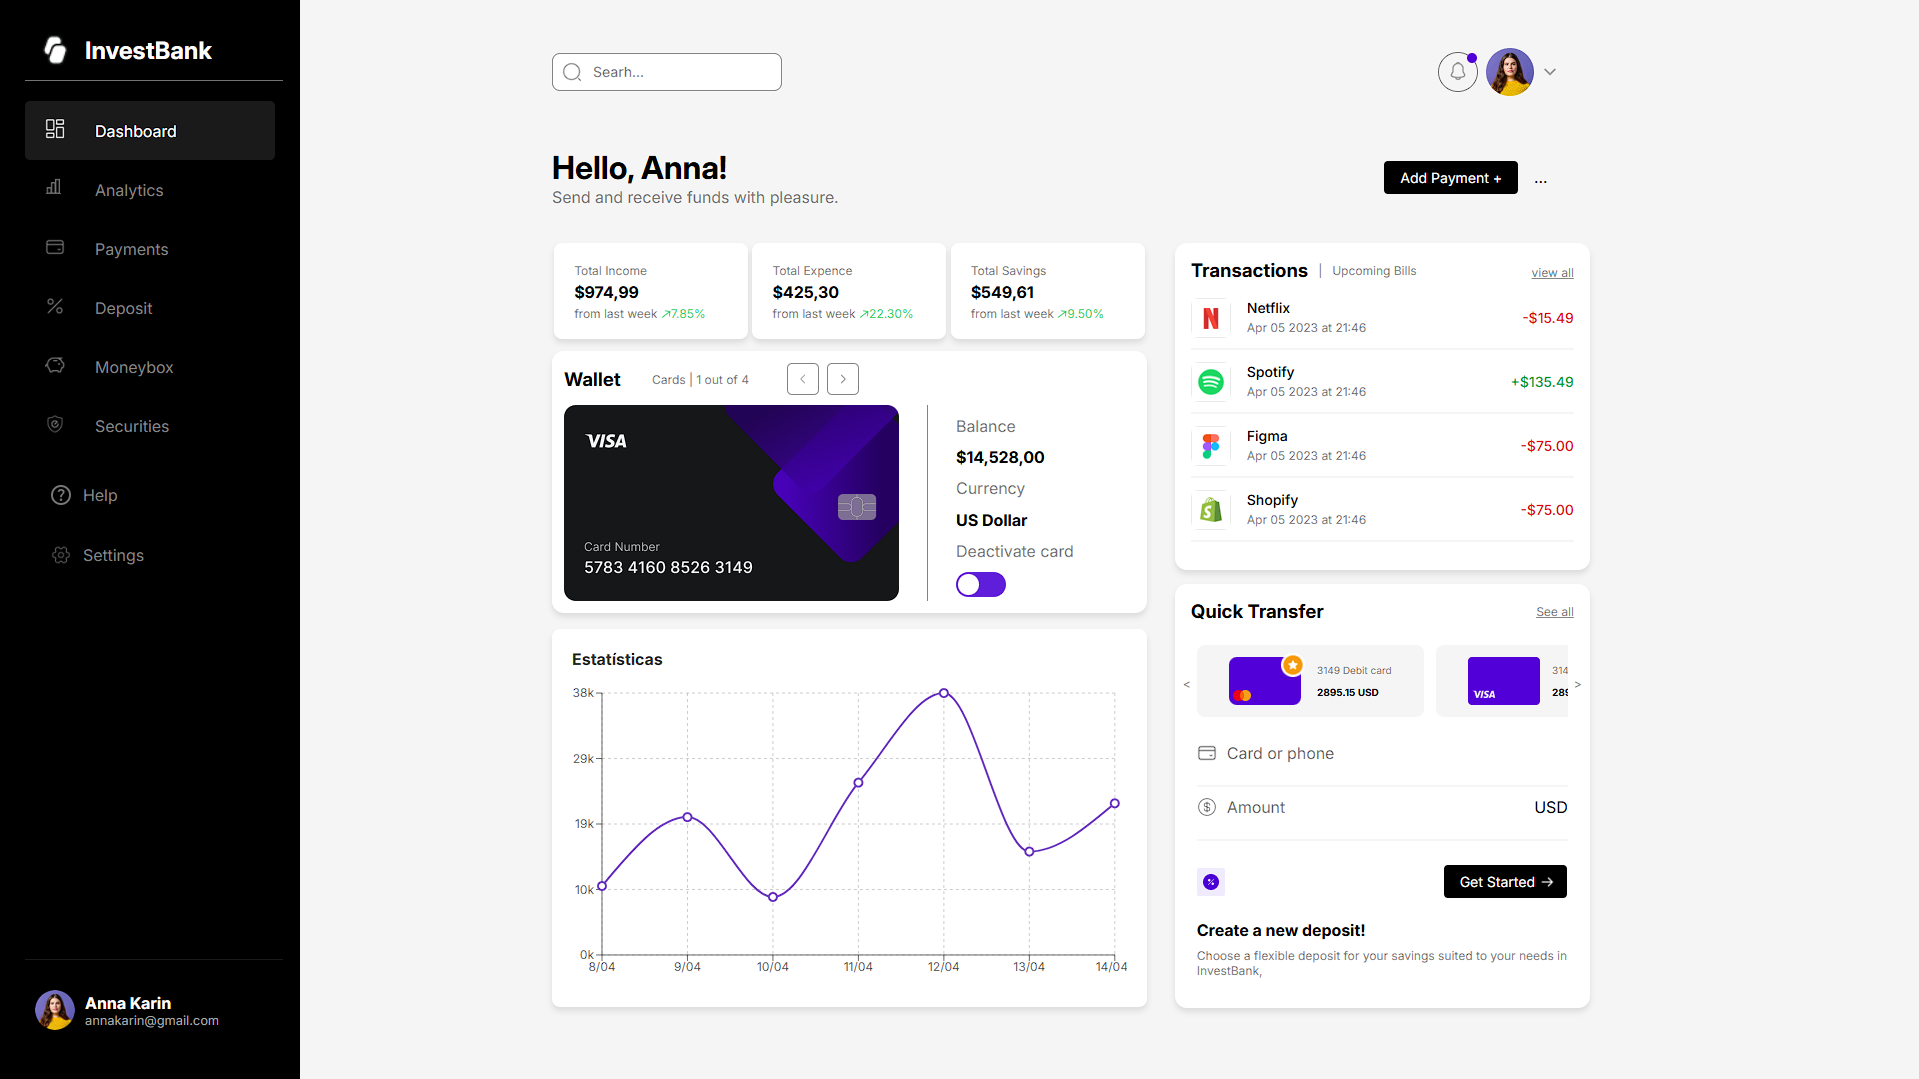 InvestBank
Dashboard
Analytics
Payments
Deposit
Moneybox
Securities
Help
Settings
Anna Karin
annakarin@gmail.com
Searh...
Hello, Anna!
Send and receive funds with pleasure.
Add Payment +
...
Total Income
$974,99
from last week ↗7.85%
Total Expence
$425,30
from last week ↗22.30%
Total Savings
$549,61
from last week ↗9.50%
Wallet
Cards | 1 out of 4
VISA
Card Number
5783 4160 8526 3149
Balance
$14,528,00
Currency
US Dollar
Deactivate card
Estatísticas
38k
29k
19k
10k
0k
8/04 9/04 10/04 11/04 12/04 13/04 14/04
Transactions | Upcoming Bills view all
Netflix
Apr 05 2023 at 21:46
-$15.49
Spotify
Apr 05 2023 at 21:46
+$135.49
Figma
Apr 05 2023 at 21:46
-$75.00
Shopify
Apr 05 2023 at 21:46
-$75.00
Quick Transfer See all
<
3149 Debit card
2895.15 USD
VISA
314
289
>
Card or phone
Amount USD
Get Started →
Create a new deposit!
Choose a flexible deposit for your savings suited to your needs in
InvestBank,